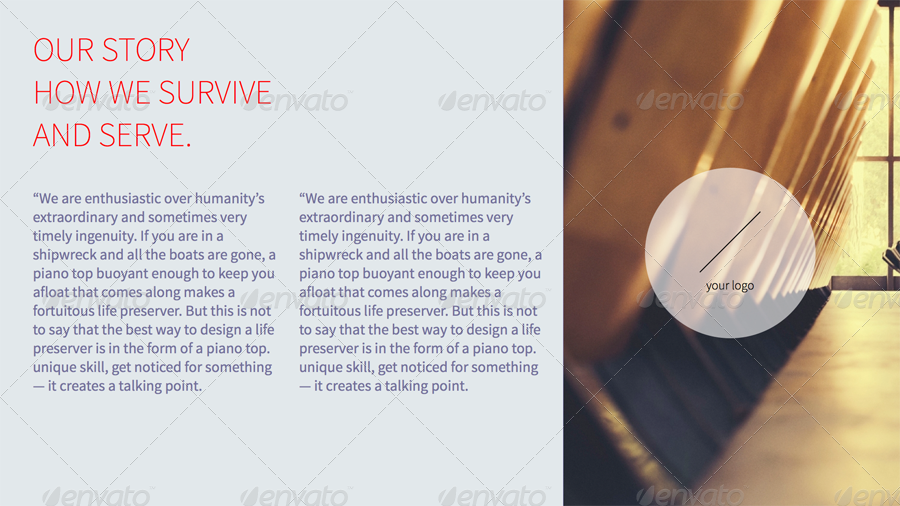 OUR STORY
HOW WE SURVIVE
AND SERVE.
“We are enthusiastic over humanity’s
extraordinary and sometimes very
timely ingenuity. If you are in a
shipwreck and all the boats are gone, a
piano top buoyant enough to keep you
afloat that comes along makes a
fortuitous life preserver. But this is not
to say that the best way to design a life
preserver is in the form of a piano top.
unique skill, get noticed for something
— it creates a talking point.
“We are enthusiastic over humanity’s
extraordinary and sometimes very
timely ingenuity. If you are in a
shipwreck and all the boats are gone, a
piano top buoyant enough to keep you
afloat that comes along makes a
fortuitous life preserver. But this is not
to say that the best way to design a life
preserver is in the form of a piano top.
unique skill, get noticed for something
— it creates a talking point.
your logo
envato envato envato envato envato
envato envato envato envato envato
envato envato envato envato envato